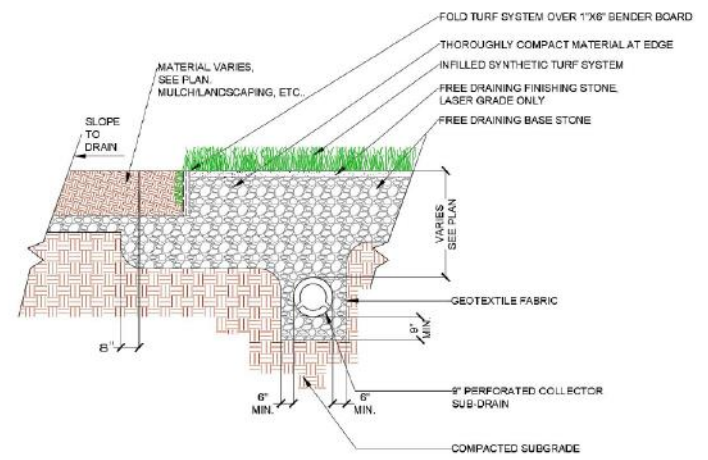 FOLD TURF SYSTEM OVER 1"X6" BENDER BOARD
THOROUGHLY COMPACT MATERIAL AT EDGE
INFILLED SYNTHETIC TURF SYSTEM
FREE DRAINING FINISHING STONE,
LASER GRADE ONLY
FREE DRAINING BASE STONE
MATERIAL VARIES,
SEE PLAN.
MULCH/LANDSCAPING, ETC..
SLOPE
TO
DRAIN
VARIES
SEE PLAN
GEOTEXTILE FABRIC
9"
MIN.
8"
6"
MIN.
6"
MIN.
9" PERFORATED COLLECTOR
SUB-DRAIN
COMPACTED SUBGRADE